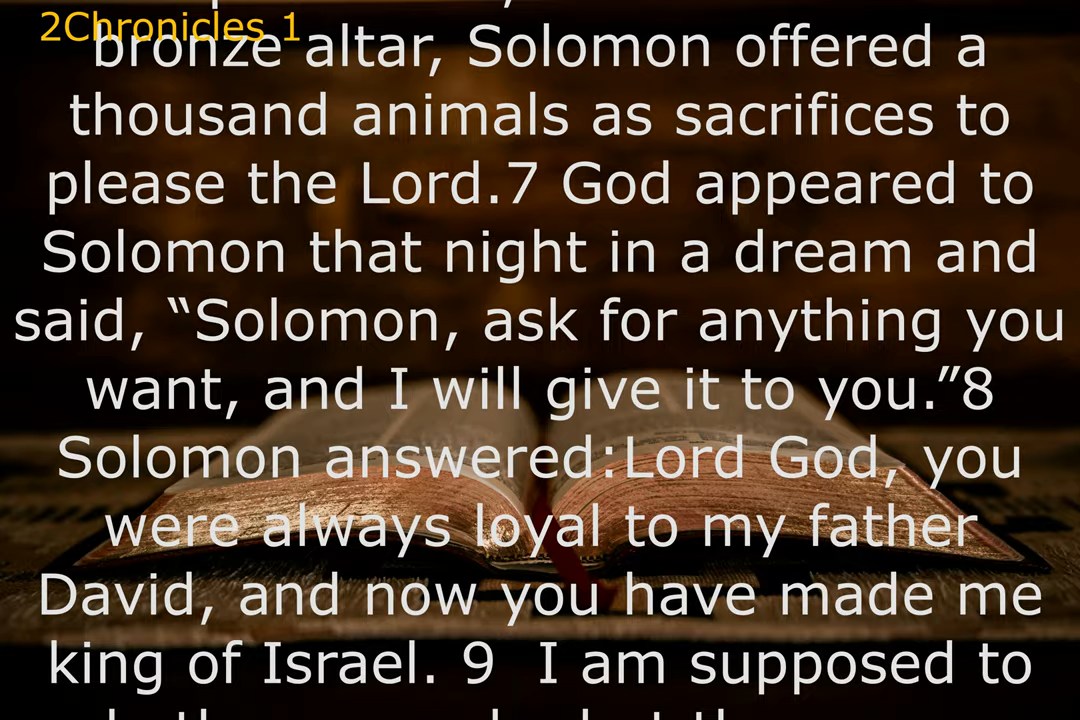 2Chronicles 1
bronze altar, Solomon offered a
thousand animals as sacrifices to
please the Lord.7 God appeared to
Solomon that night in a dream and
said, “Solomon, ask for anything you
want, and I will give it to you.”8
Solomon answered:Lord God, you
were always loyal to my father
David, and now you have made me
king of Israel. 9  I am supposed to